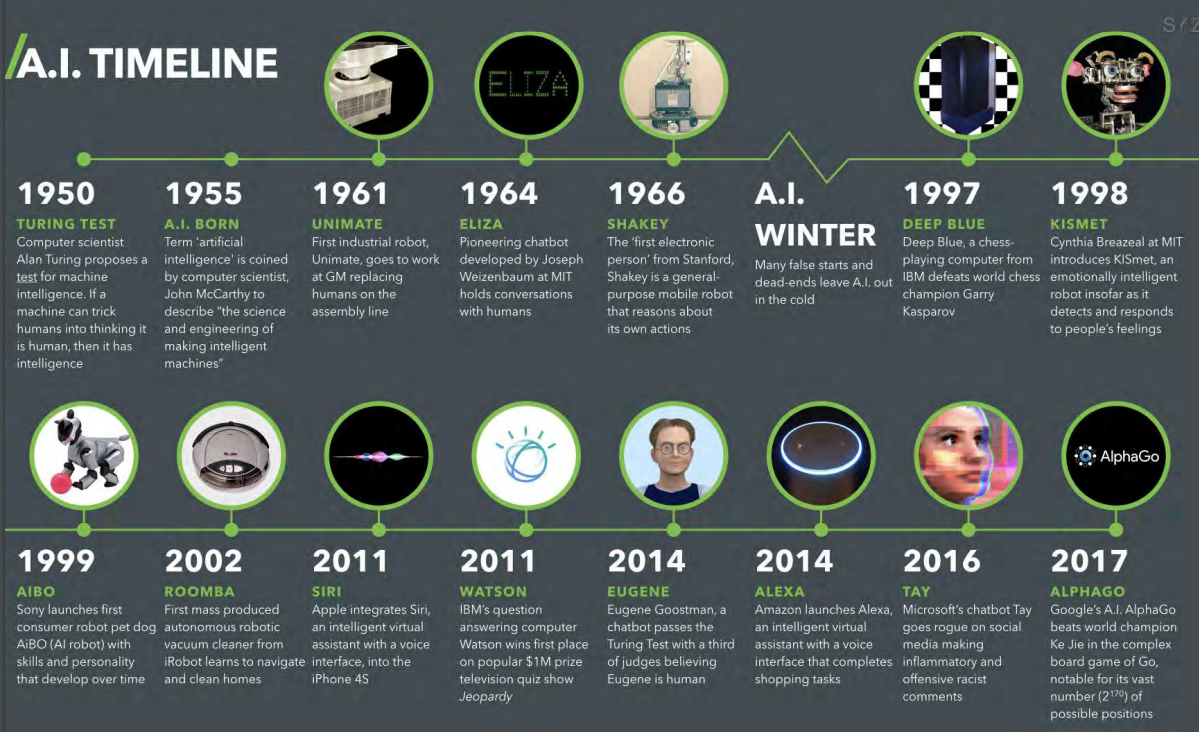 A.I. TIMELINE
ELIZA
1950
TURING TEST
Computer scientist
Alan Turing proposes a
test for machine
intelligence. If a
machine can trick
humans into thinking it
is human, then it has
intelligence
1955
A.I. BORN
Term 'artificial
intelligence' is coined
by computer scientist,
John McCarthy to
describe "the science
and engineering of
making intelligent
machines"
1961
UNIMATE
First industrial robot,
Unimate, goes to work
at GM replacing
humans on the
assembly line
1964
ELIZA
Pioneering chatbot
developed by Joseph
Weizenbaum at MIT
holds conversations
with humans
1966
SHAKEY
The 'first electronic
person' from Stanford,
Shakey is a general-
purpose mobile robot
that reasons about
its own actions
A.I.
WINTER
Many false starts and
dead-ends leave A.I. out
in the cold
1997
DEEP BLUE
Deep Blue, a chess-
playing computer from
IBM defeats world chess
champion Garry
Kasparov
1998
KISMET
Cynthia Breazeal at MIT
introduces KISmet, an
emotionally intelligent
robot insofar as it
detects and responds
to people's feelings
1999
AIBO
Sony launches first
consumer robot pet dog
AiBO (AI robot) with
skills and personality
that develop over time
2002
ROOMBA
First mass produced
autonomous robotic
vacuum cleaner from
iRobot learns to navigate
and clean homes
2011
SIRI
Apple integrates Siri,
an intelligent virtual
assistant with a voice
interface, into the
iPhone 4S
2011
WATSON
IBM's question
answering computer
Watson wins first place
on popular $1M prize
television quiz show
Jeopardy
2014
EUGENE
Eugene Goostman, a
chatbot passes the
Turing Test with a third
of judges believing
Eugene is human
2014
ALEXA
Amazon launches Alexa,
an intelligent virtual
assistant with a voice
interface that completes
shopping tasks
2016
TAY
Microsoft's chatbot Tay
goes rogue on social
media making
inflammatory and
offensive racist
comments
AlphaGo
2017
ALPHAGO
Google's A.I. AlphaGo
beats world champion
Ke Jie in the complex
board game of Go,
notable for its vast
number (2¹⁷⁰) of
possible positions